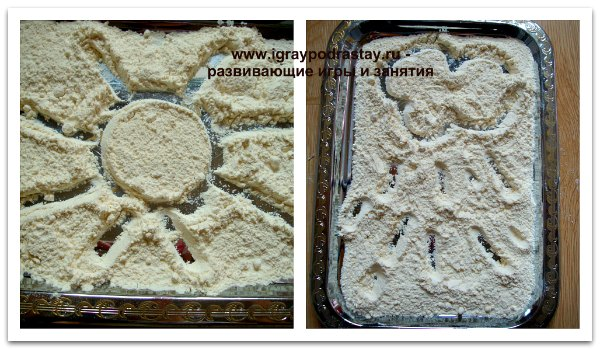 www.igraypodrastay.ru -
развивающие игры и занятия